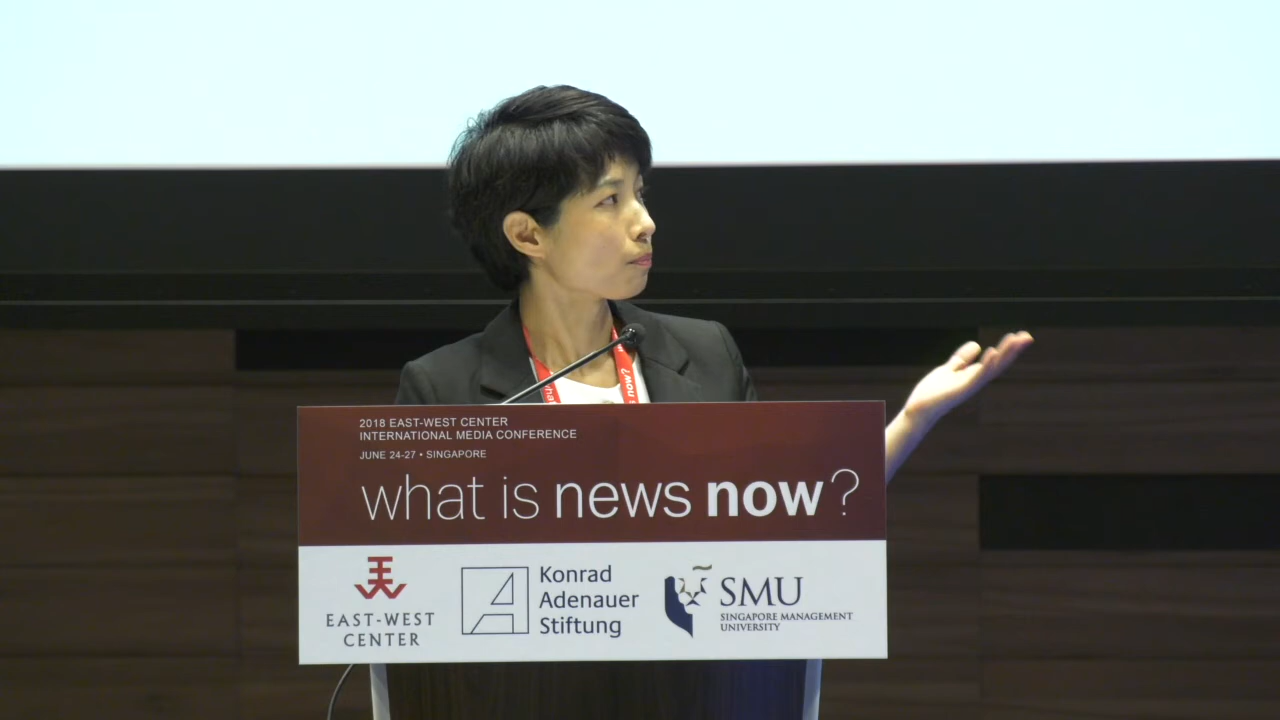 2018 EAST-WEST CENTER
INTERNATIONAL MEDIA CONFERENCE
JUNE 24-27 • SINGAPORE
what is news now?
EAST-WEST
CENTER
Konrad
Adenauer
Stiftung
SMU
SINGAPORE MANAGEMENT
UNIVERSITY
now?